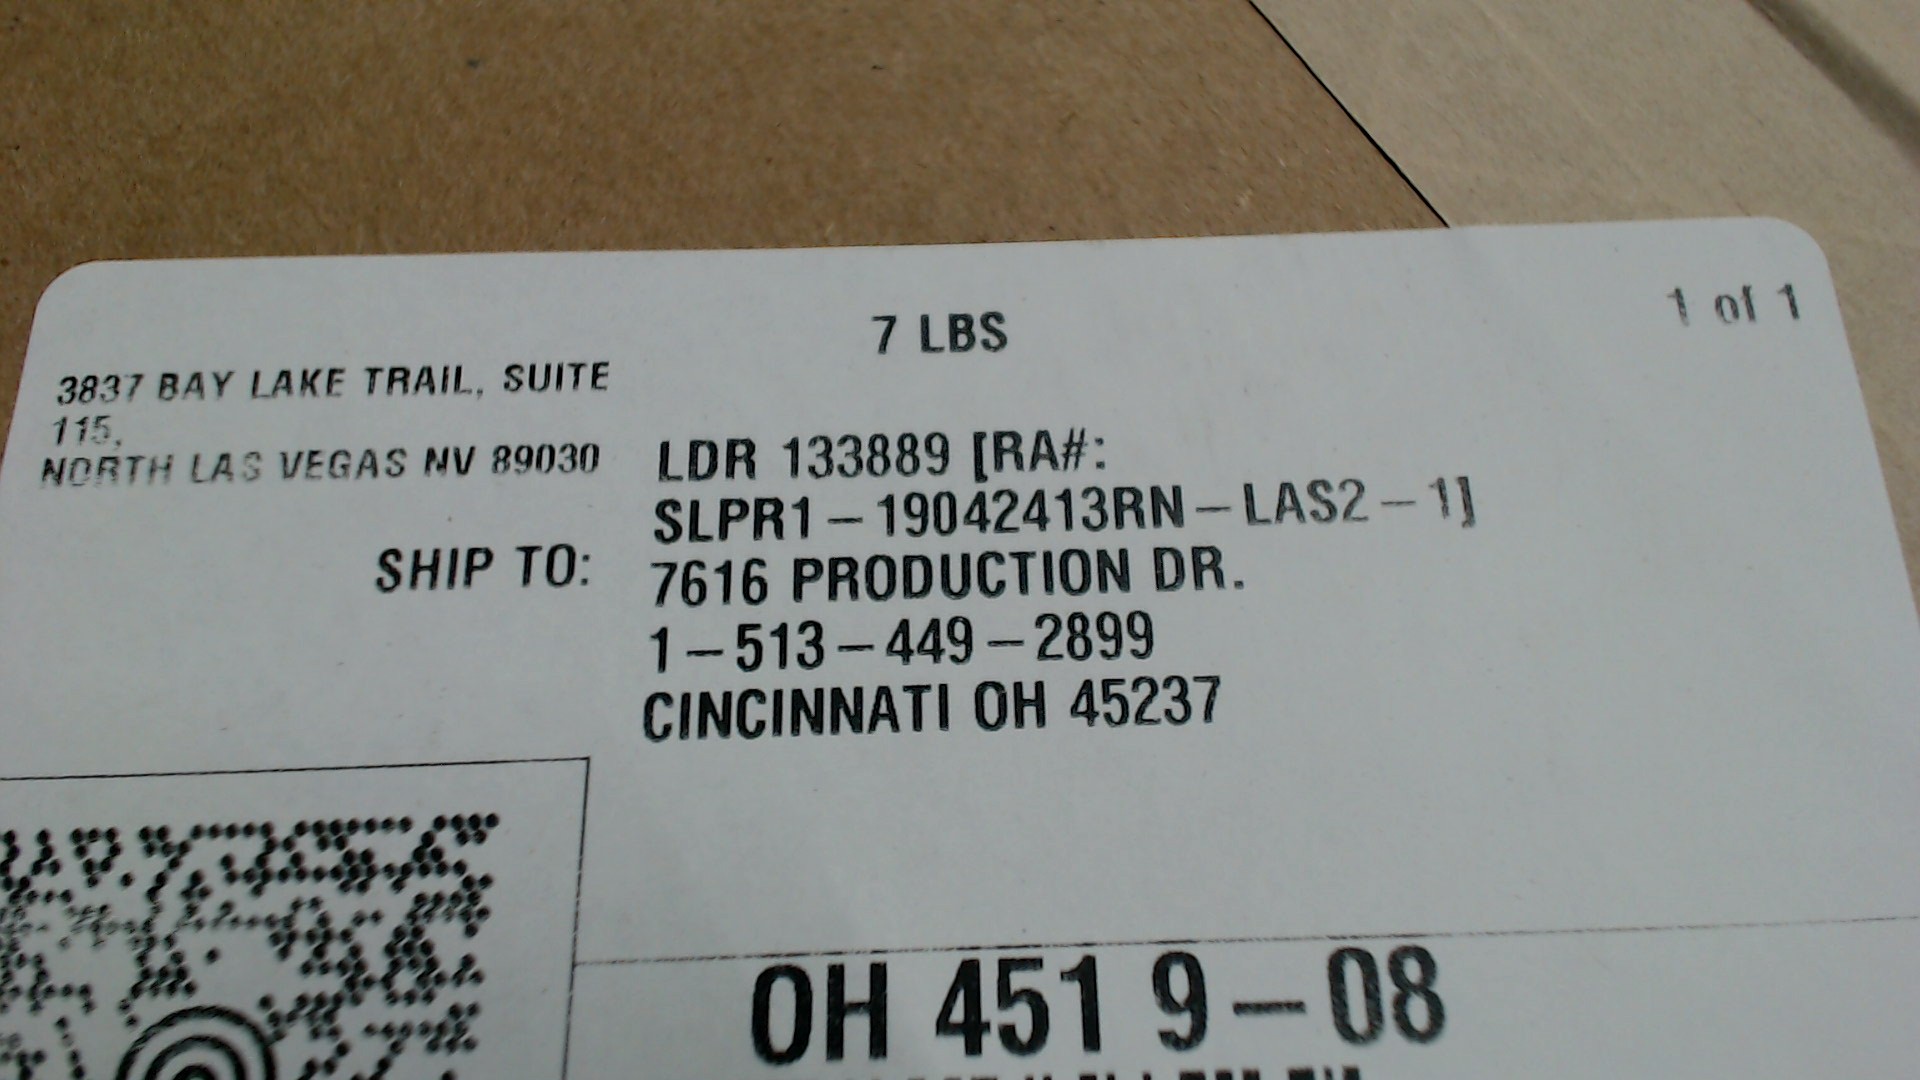 7 LBS
1 of 1
3837 BAY LAKE TRAIL, SUITE
115,
NORTH LAS VEGAS NV 89030
LDR 133889 [RA#:
SLPR1-19042413RN-LAS2-1]
SHIP TO:
7616 PRODUCTION DR.
1-513-449-2899
CINCINNATI OH 45237
OH 451 9-08